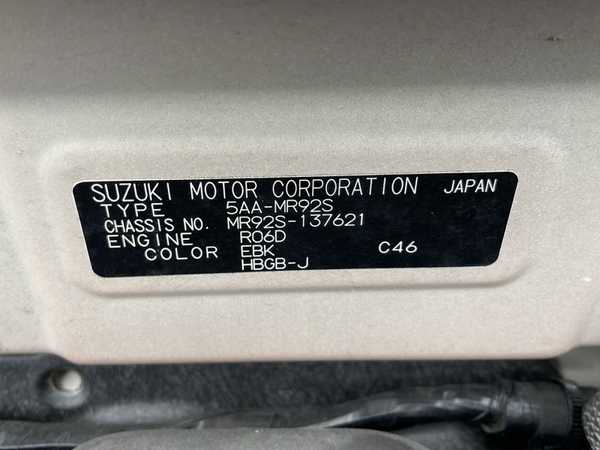 SUZUKI MOTOR CORPORATION JAPAN
TYPE 5AA-MR92S
CHASSIS NO. MR92S-137621
ENGINE R06D
COLOR EBK C46
HBGB-J